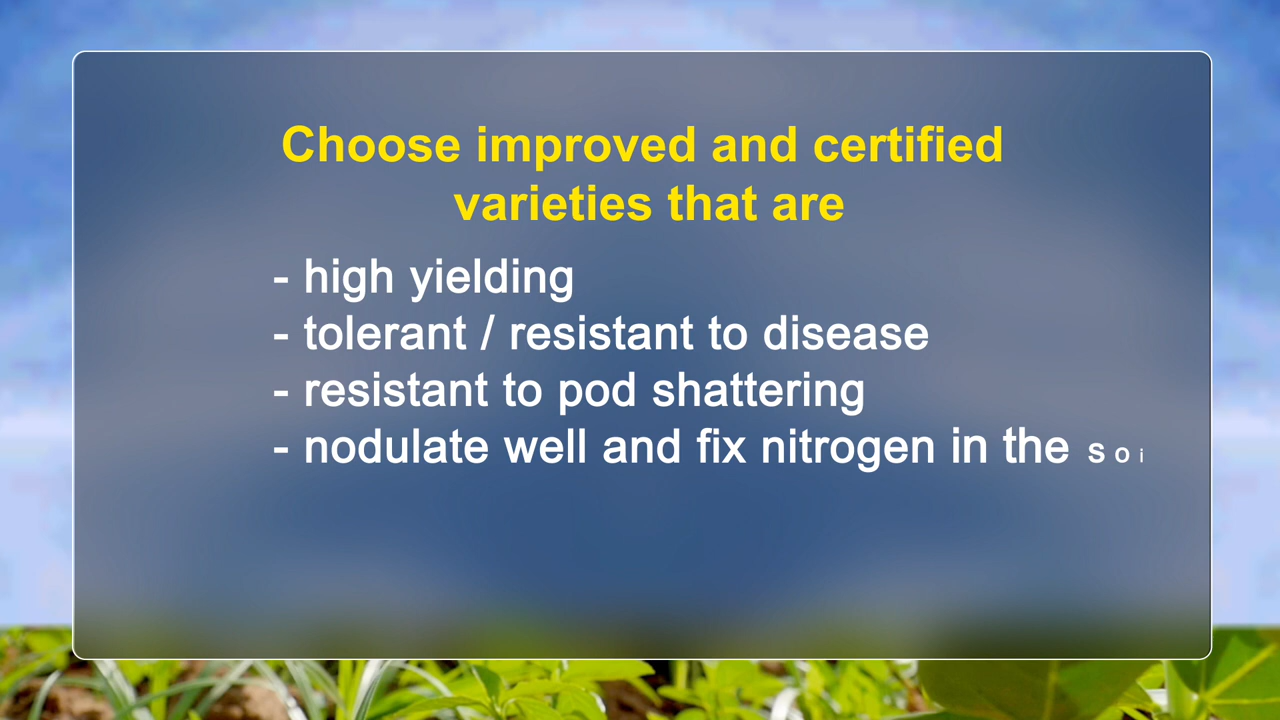 Choose improved and certified
varieties that are
- high yielding
- tolerant / resistant to disease
- resistant to pod shattering
- nodulate well and fix nitrogen in the soi